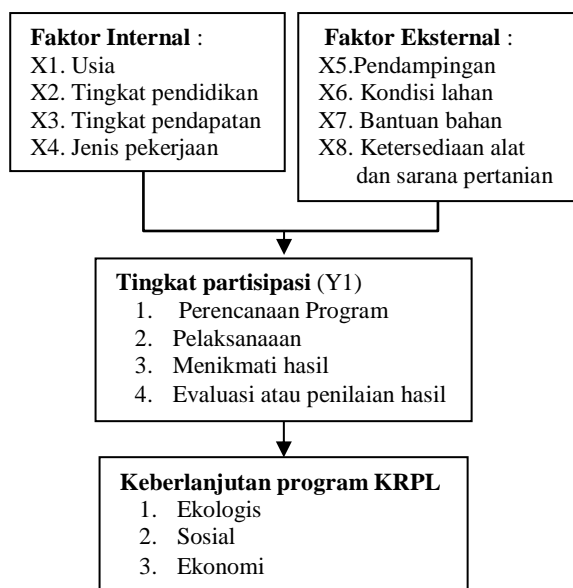 Faktor Internal :
X1. Usia
X2. Tingkat pendidikan
X3. Tingkat pendapatan
X4. Jenis pekerjaan
Faktor Eksternal :
X5.Pendampingan
X6. Kondisi lahan
X7. Bantuan bahan
X8. Ketersediaan alat
dan sarana pertanian
Tingkat partisipasi (Y1)
1. Perencanaan Program
2. Pelaksanaaan
3. Menikmati hasil
4. Evaluasi atau penilaian hasil
Keberlanjutan program KRPL
1. Ekologis
2. Sosial
3. Ekonomi